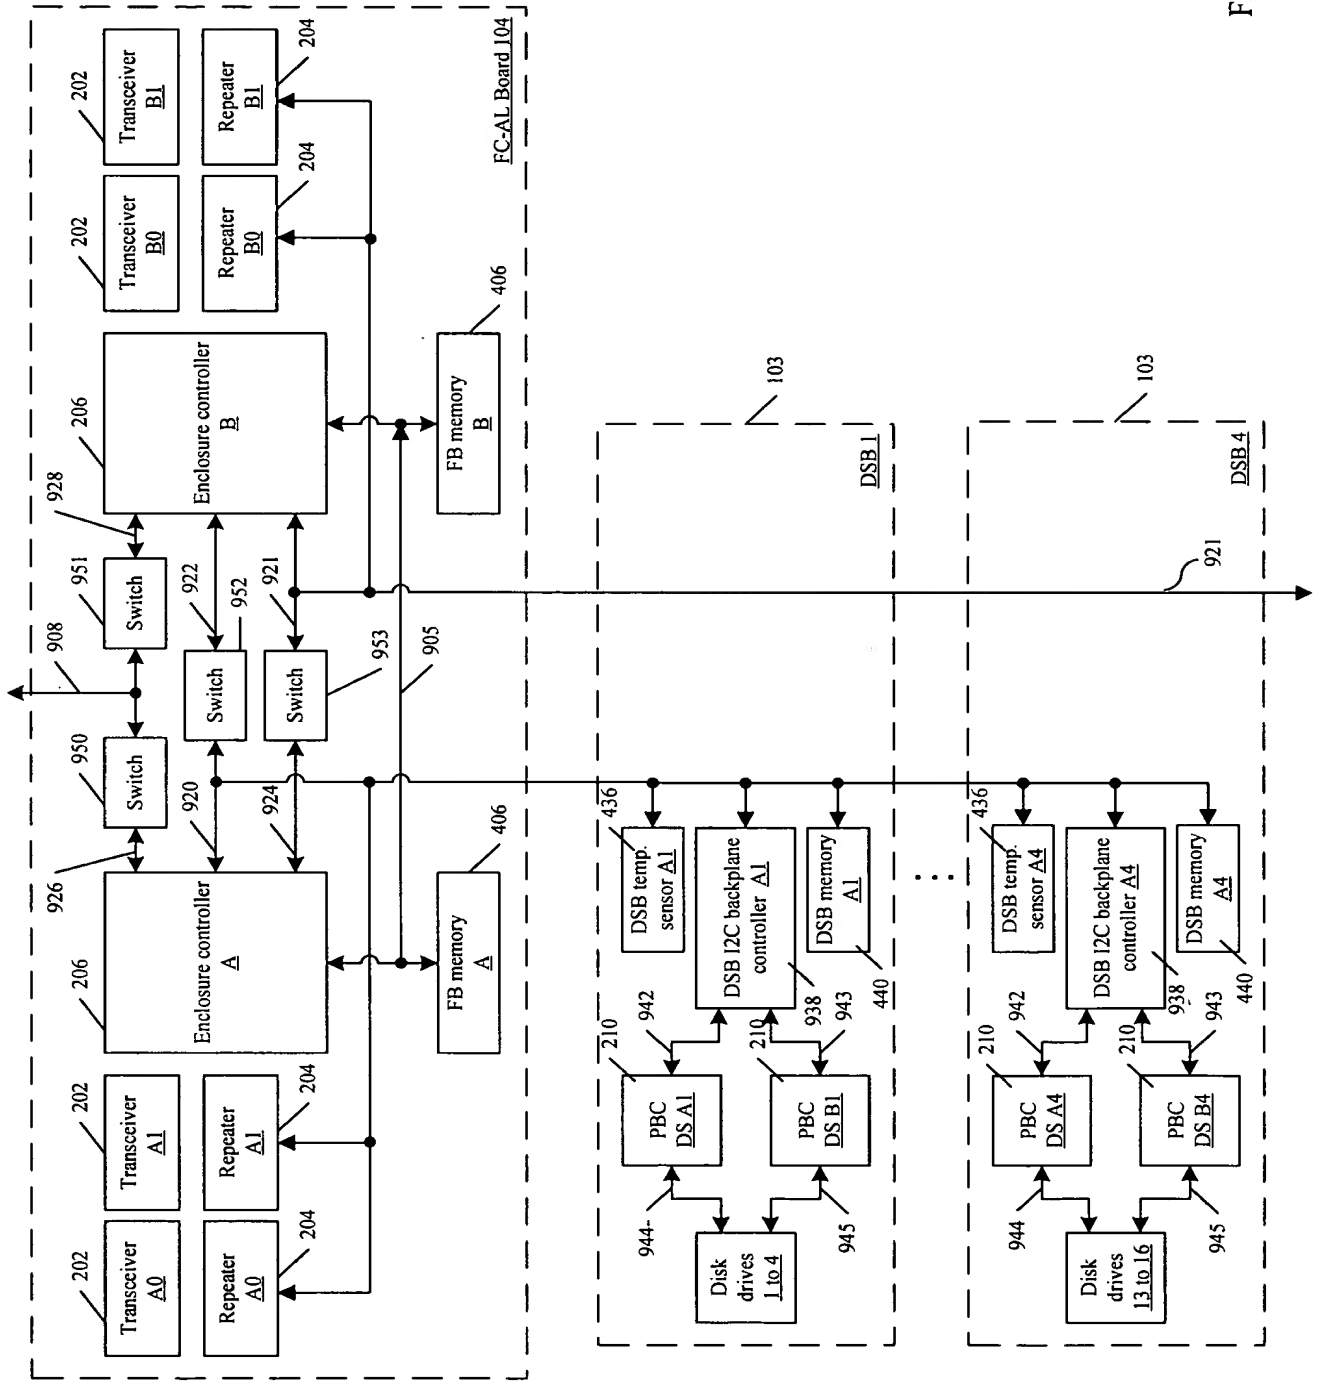 202
Transceiver
A0
202
Transceiver
A1
206
Enclosure controller
A
926
950
Switch
908
951
Switch
928
206
Enclosure controller
B
202
Transceiver
B0
202
Transceiver
B1
Repeater
A0
204
Repeater
A1
204
920
924
Switch
922
952
Switch
921
953
905
Repeater
B0
204
Repeater
B1
204
FB memory
A
406
FB memory
B
406
FC-AL Board 104
210
PBC
DS A1
942
436
DSB temp.
sensor A1
944-
Disk
drives
1 to 4
DSB I2C backplane
controller A1
938
210
PBC
DS B1
943
945
DSB memory
A1
440
103
DSB 1
. . .
210
PBC
DS A4
942
436
DSB temp.
sensor A4
944
Disk
drives
13 to 16
DSB I2C backplane
controller A4
938
210
PBC
DS B4
943
945
DSB memory
A4
440
103
DSB 4
921
F